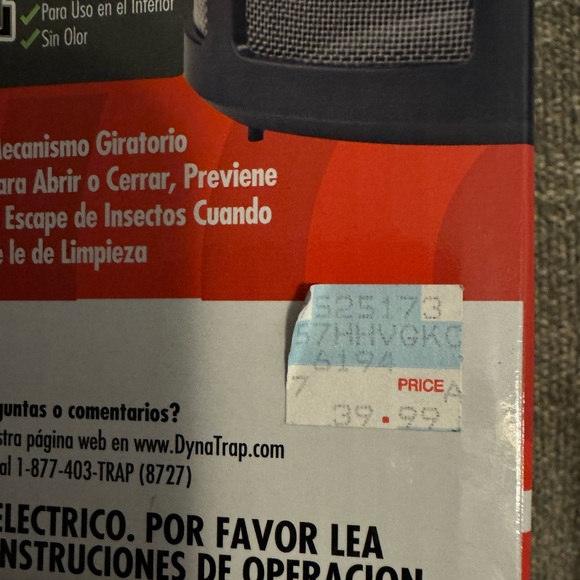 Para Uso en el Interior
Sin Olor
Mecanismo Giratorio
ara Abrir o Cerrar, Previene
Escape de Insectos Cuando
le de Limpieza
525173
57HHVGKC
6194
7 PRICE A
39.99
guntas o comentarios?
stra página web en www.DynaTrap.com
al 1-877-403-TRAP (8727)
ELECTRICO. POR FAVOR LEA
INSTRUCIONES DE OPERACION